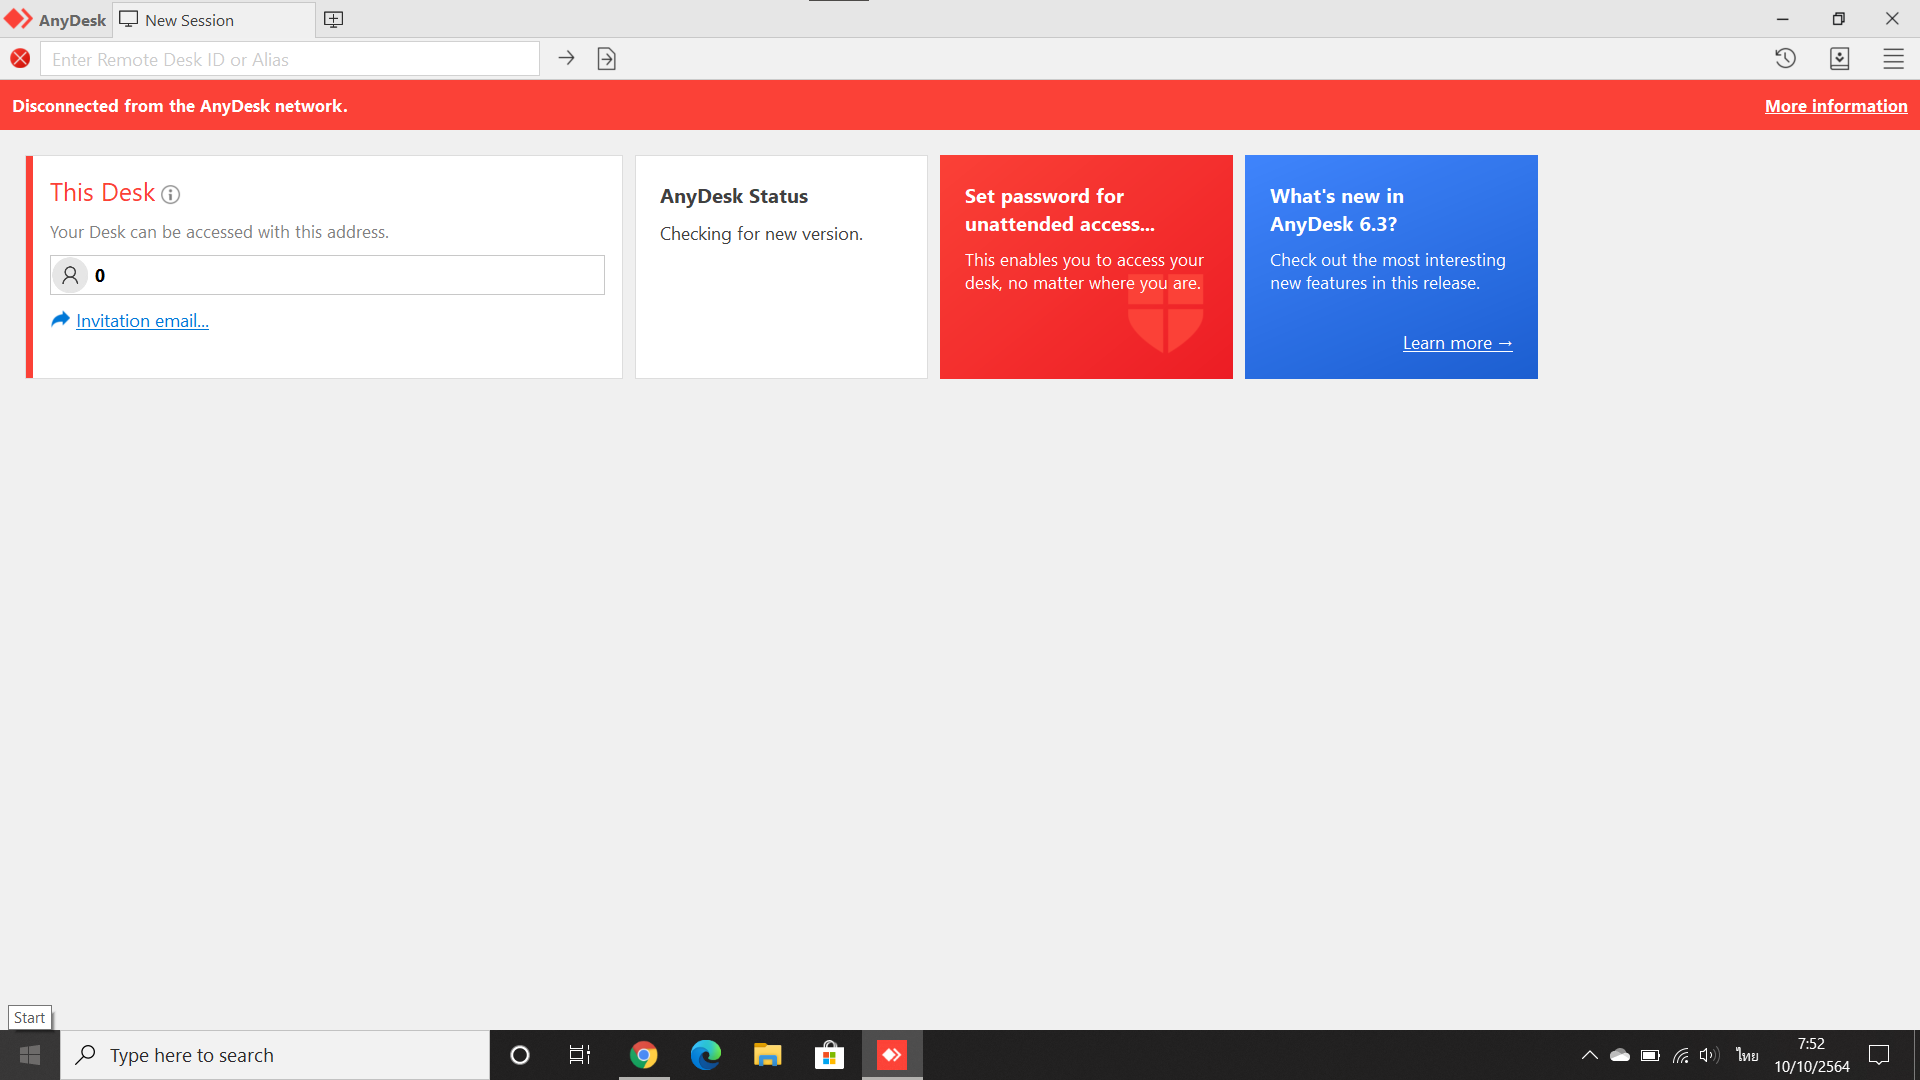 AnyDesk
New Session
Enter Remote Desk ID or Alias
Disconnected from the AnyDesk network.
More information
This Desk
Your Desk can be accessed with this address.
0
Invitation email...
AnyDesk Status
Checking for new version.
Set password for
unattended access...
This enables you to access your
desk, no matter where you are.
What's new in
AnyDesk 6.3?
Check out the most interesting
new features in this release.
Learn more →
Start
Type here to search
ไทย
7:52
10/10/2564